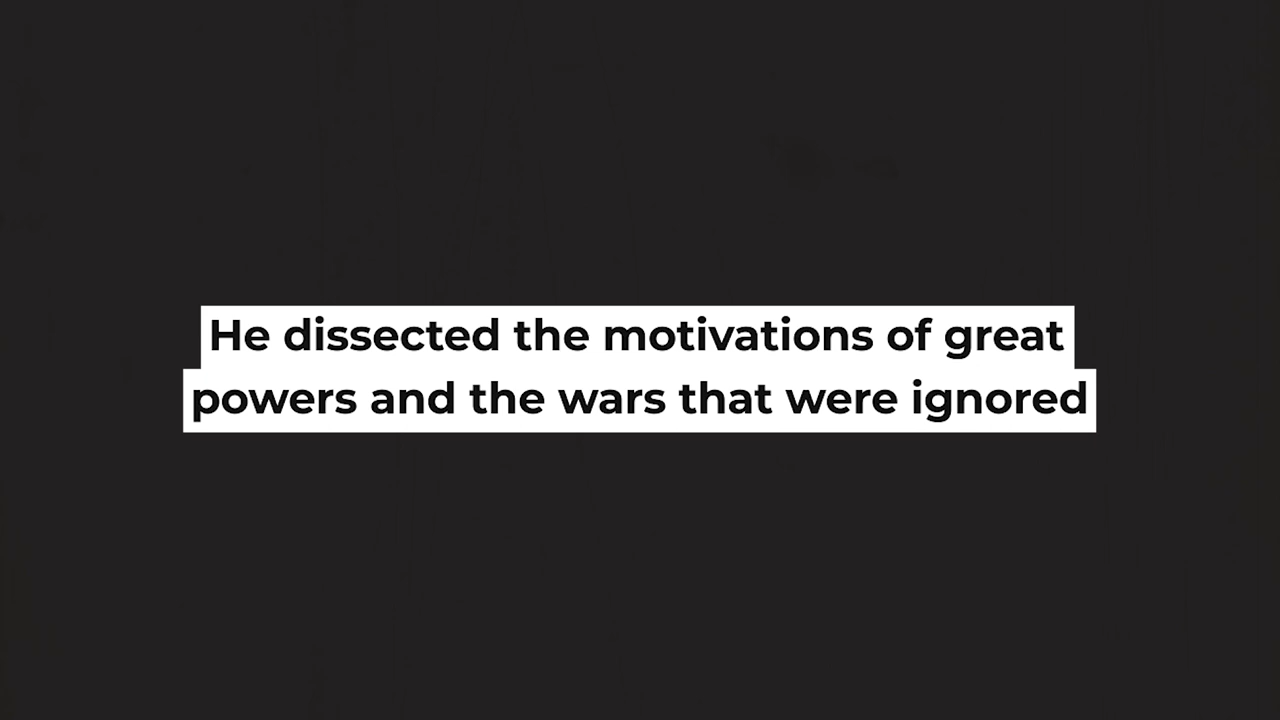 He dissected the motivations of great
powers and the wars that were ignored